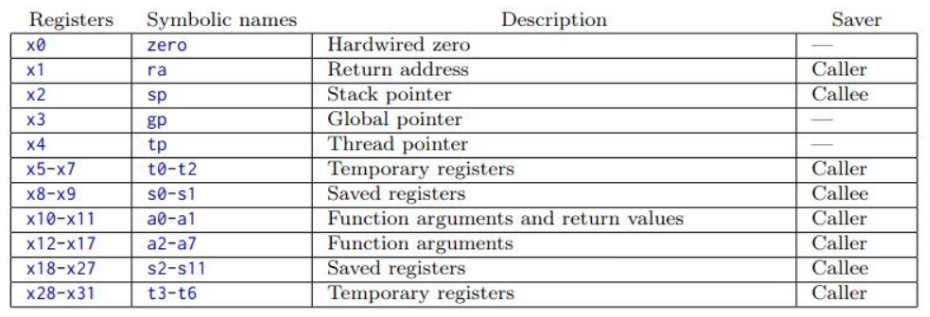 Registers Symbolic names Description Saver
x0 zero Hardwired zero —
x1 ra Return address Caller
x2 sp Stack pointer Callee
x3 gp Global pointer —
x4 tp Thread pointer —
x5-x7 t0-t2 Temporary registers Caller
x8-x9 s0-s1 Saved registers Callee
x10-x11 a0-a1 Function arguments and return values Caller
x12-x17 a2-a7 Function arguments Caller
x18-x27 s2-s11 Saved registers Callee
x28-x31 t3-t6 Temporary registers Caller